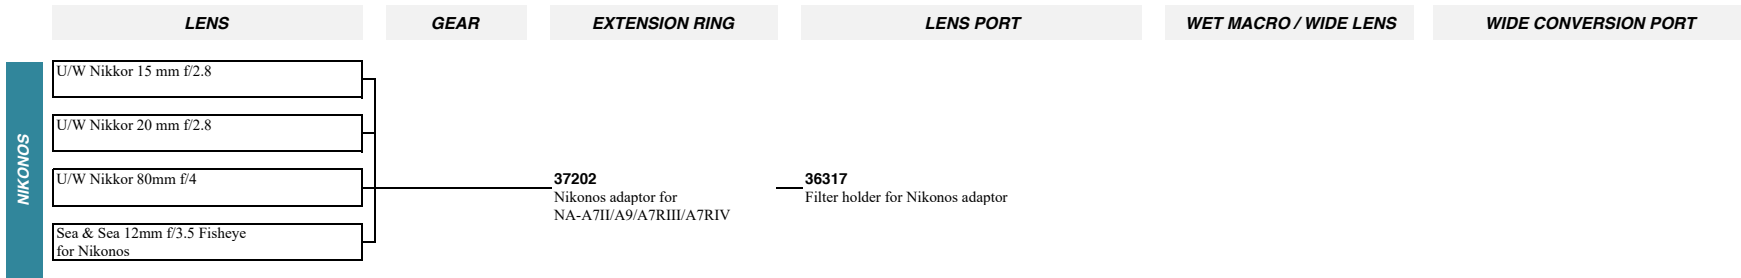 LENS
GEAR
EXTENSION RING
LENS PORT
WET MACRO / WIDE LENS
WIDE CONVERSION PORT
NIKONOS
U/W Nikkor 15 mm f/2.8
U/W Nikkor 20 mm f/2.8
U/W Nikkor 80mm f/4
Sea & Sea 12mm f/3.5 Fisheye
for Nikonos
37202
Nikonos adaptor for
NA-A7II/A9/A7RIII/A7RIV
36317
Filter holder for Nikonos adaptor